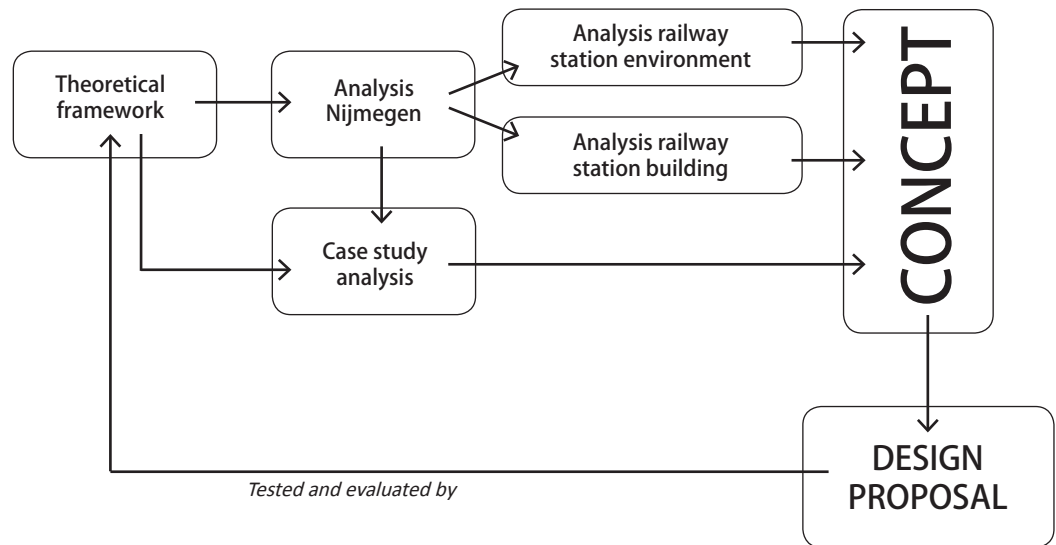 Theoretical
framework
Analysis
Nijmegen
Analysis railway
station environment
Analysis railway
station building
Case study
analysis
CONCEPT
DESIGN
PROPOSAL
Tested and evaluated by